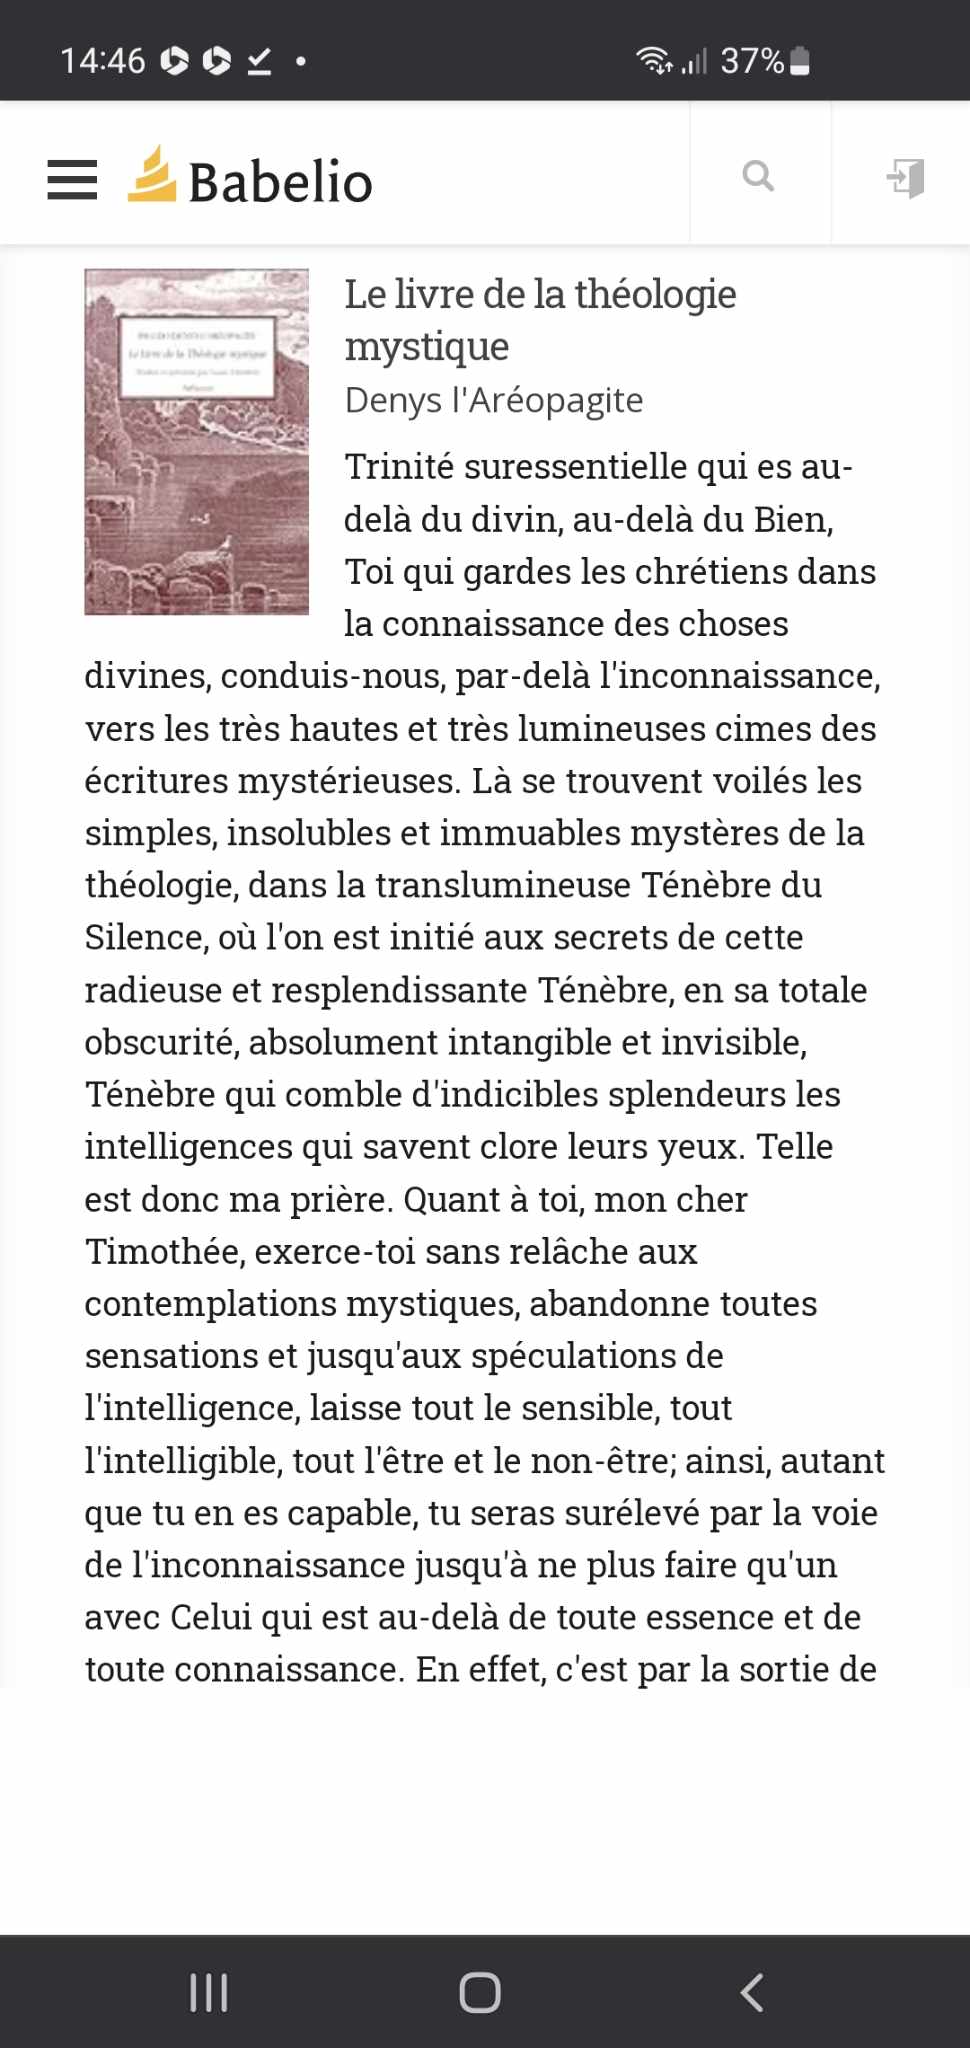 14:46
37%
Babelio
Le livre de la théologie
mystique
Denys l'Aréopagite
Trinité suressentielle qui es au-
delà du divin, au-delà du Bien,
Toi qui gardes les chrétiens dans
la connaissance des choses
divines, conduis-nous, par-delà l'inconnaissance,
vers les très hautes et très lumineuses cimes des
écritures mystérieuses. Là se trouvent voilés les
simples, insolubles et immuables mystères de la
théologie, dans la translumineuse Ténèbre du
Silence, où l'on est initié aux secrets de cette
radieuse et resplendissante Ténèbre, en sa totale
obscurité, absolument intangible et invisible,
Ténèbre qui comble d'indicibles splendeurs les
intelligences qui savent clore leurs yeux. Telle
est donc ma prière. Quant à toi, mon cher
Timothée, exerce-toi sans relâche aux
contemplations mystiques, abandonne toutes
sensations et jusqu'aux spéculations de
l'intelligence, laisse tout le sensible, tout
l'intelligible, tout l'être et le non-être; ainsi, autant
que tu en es capable, tu seras surélevé par la voie
de l'inconnaissance jusqu'à ne plus faire qu'un
avec Celui qui est au-delà de toute essence et de
toute connaissance. En effet, c'est par la sortie de